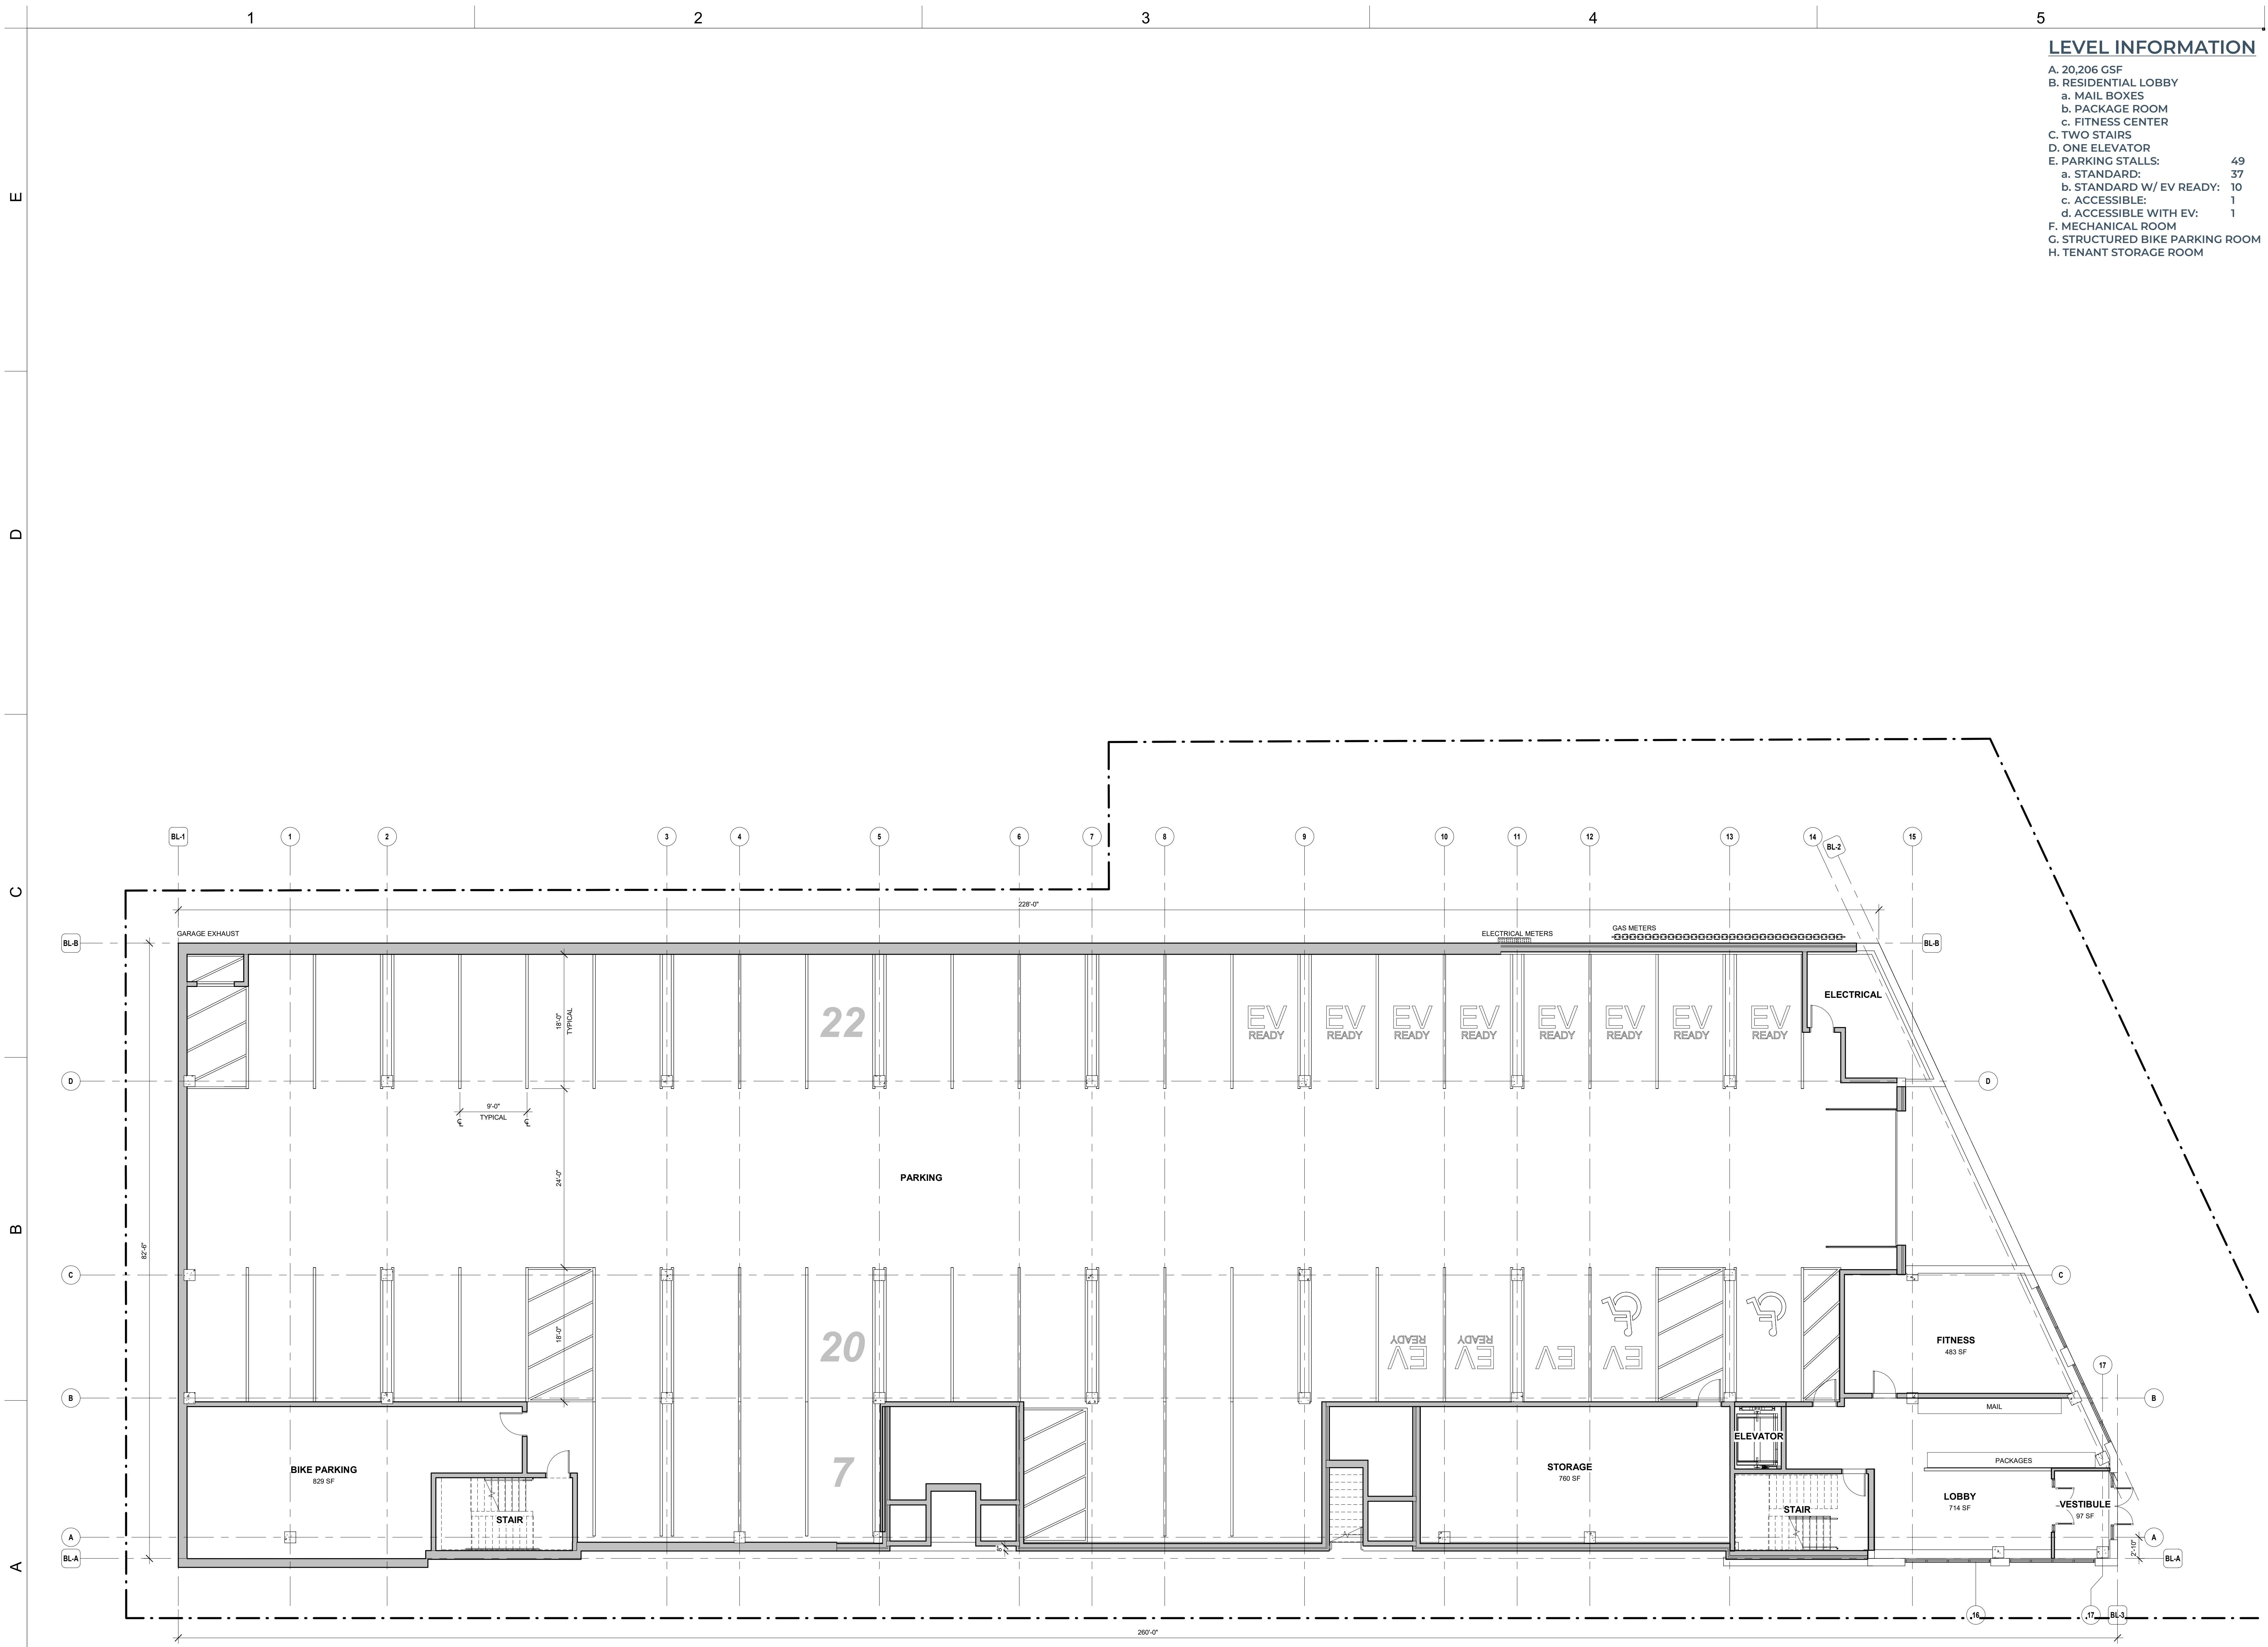 1 2 3 4 5
LEVEL INFORMATION
A. 20,206 GSF
B. RESIDENTIAL LOBBY
a. MAIL BOXES
b. PACKAGE ROOM
c. FITNESS CENTER
C. TWO STAIRS
D. ONE ELEVATOR
E. PARKING STALLS: 49
a. STANDARD: 37
b. STANDARD W/ EV READY: 10
c. ACCESSIBLE: 1
d. ACCESSIBLE WITH EV: 1
F. MECHANICAL ROOM
G. STRUCTURED BIKE PARKING ROOM
H. TENANT STORAGE ROOM
E
D
C
B
A
BL-1 1 2 3 4 5 6 7 8 9 10 11 12 13 14 BL-2 15
228'-0"
GARAGE EXHAUST
ELECTRICAL METERS
GAS METERS
BL-B
BL-B
ELECTRICAL
22
18'-0"
TYPICAL
EV
READY
EV
READY
EV
READY
EV
READY
EV
READY
EV
READY
EV
READY
EV
READY
D
D
9'-0"
TYPICAL
24'-0"
PARKING
82'-6"
C
C
18'-0"
20
EV
READY
EV
READY
EV
EV
FITNESS
483 SF
17
B
B
MAIL
ELEVATOR
PACKAGES
BIKE PARKING
829 SF
7
STORAGE
760 SF
LOBBY
714 SF
VESTIBULE
97 SF
STAIR
STAIR
A
A
8"
2'-10"
BL-A
BL-A
16 17 BL-3
260'-0"